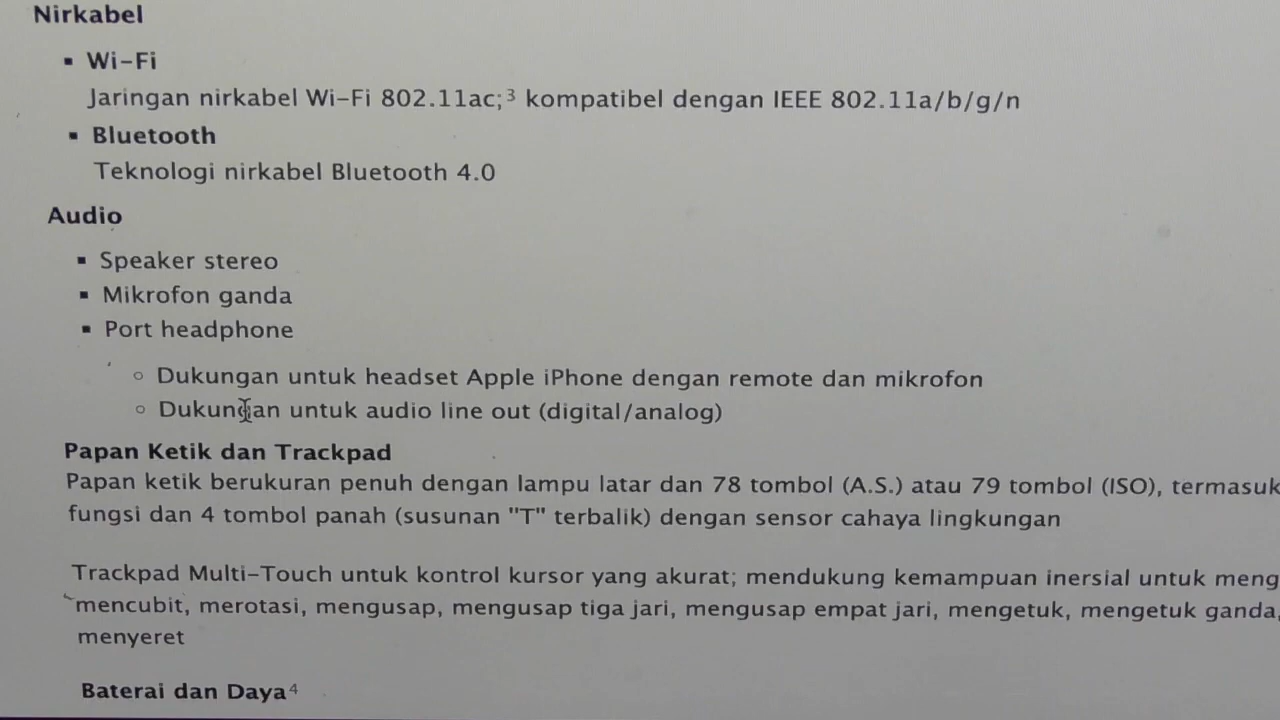 Nirkabel
▪ Wi-Fi
Jaringan nirkabel Wi-Fi 802.11ac;³ kompatibel dengan IEEE 802.11a/b/g/n
▪ Bluetooth
Teknologi nirkabel Bluetooth 4.0
Audio
▪ Speaker stereo
▪ Mikrofon ganda
▪ Port headphone
○ Dukungan untuk headset Apple iPhone dengan remote dan mikrofon
○ Dukungan untuk audio line out (digital/analog)
Papan Ketik dan Trackpad
Papan ketik berukuran penuh dengan lampu latar dan 78 tombol (A.S.) atau 79 tombol (ISO), termasuk
fungsi dan 4 tombol panah (susunan "T" terbalik) dengan sensor cahaya lingkungan
Trackpad Multi-Touch untuk kontrol kursor yang akurat; mendukung kemampuan inersial untuk meng
mencubit, merotasi, mengusap, mengusap tiga jari, mengusap empat jari, mengetuk, mengetuk ganda,
menyeret
Baterai dan Daya⁴